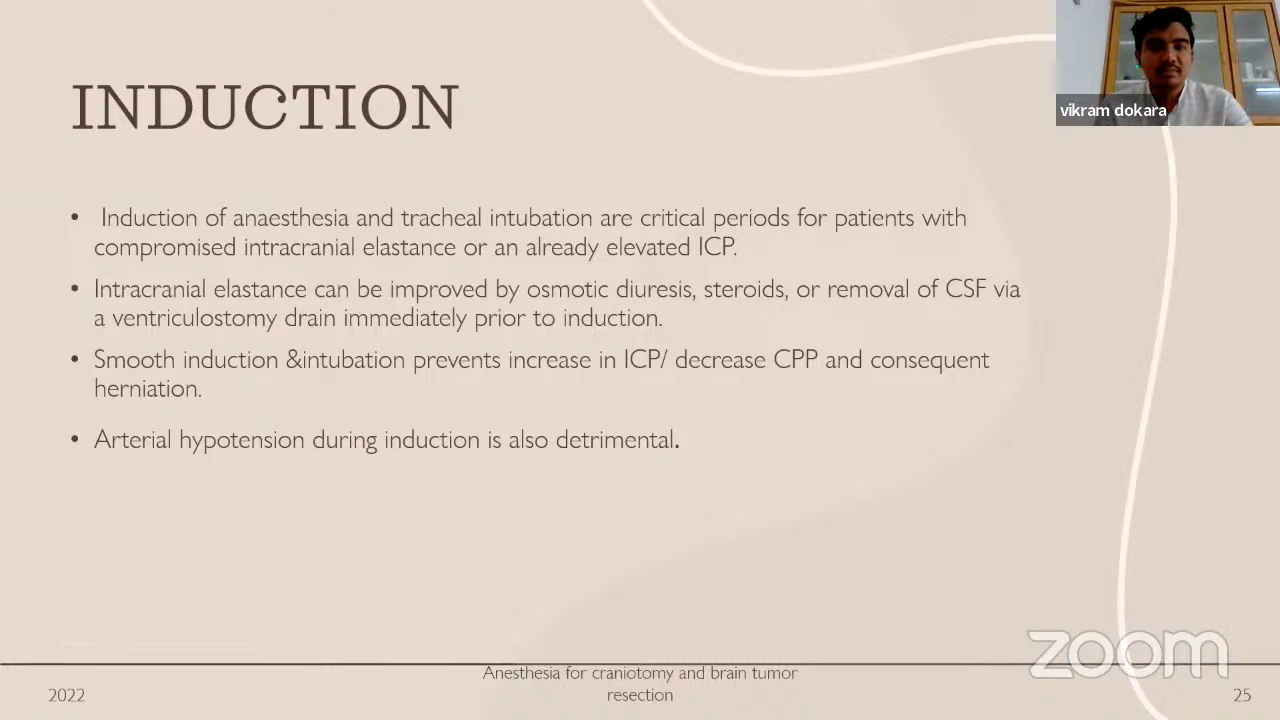 vikram dokara
INDUCTION
• Induction of anaesthesia and tracheal intubation are critical periods for patients with
compromised intracranial elastance or an already elevated ICP.
• Intracranial elastance can be improved by osmotic diuresis, steroids, or removal of CSF via
a ventriculostomy drain immediately prior to induction.
• Smooth induction &intubation prevents increase in ICP/ decrease CPP and consequent
herniation.
• Arterial hypotension during induction is also detrimental.
zoom
Anesthesia for craniotomy and brain tumor
resection
2022
25